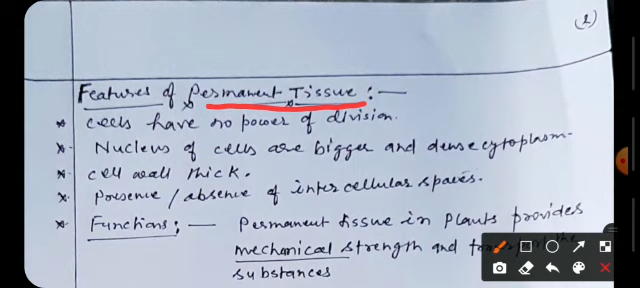 (2)
Features of Permanent Tissue :—
* cells have no power of division.
* Nucleus of cells are bigger and dense cytoplasm.
* cell wall thick.
* Presence / absence of intercellular spaces.
* Functions :— Permanent tissue in plants provides
mechanical strength and the
substances